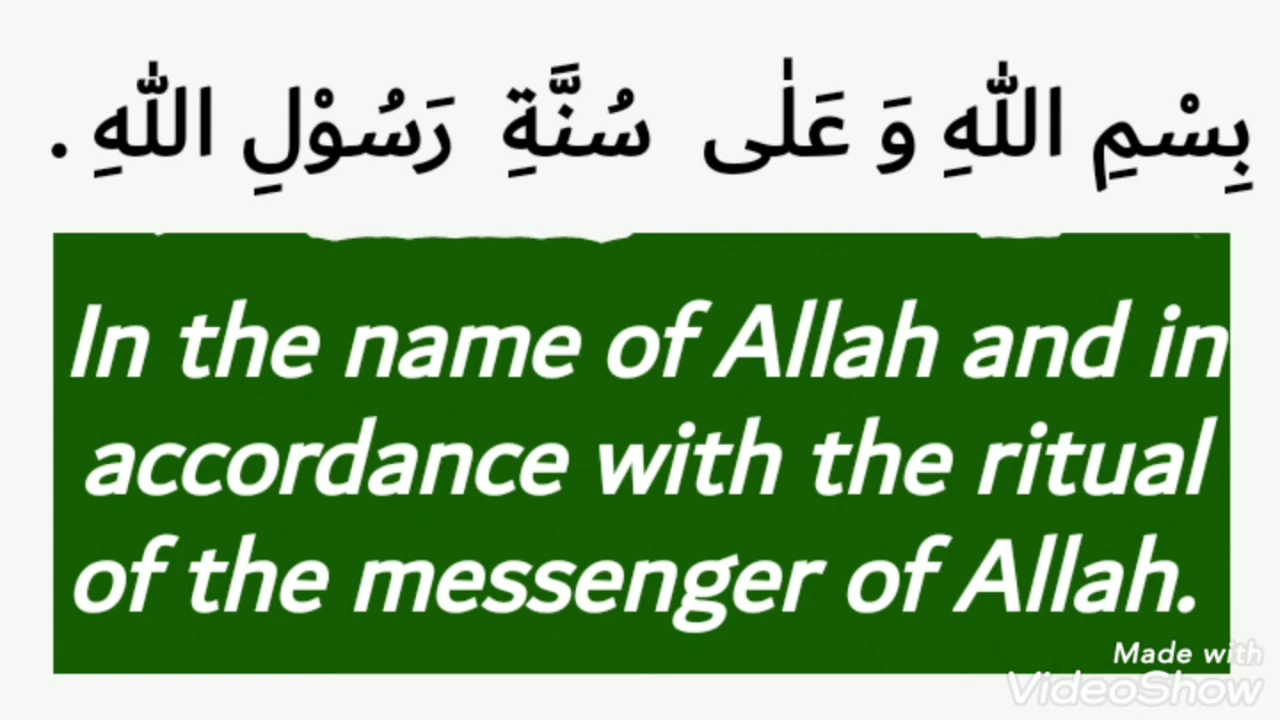 بِسْمِ اللّٰهِ وَ عَلٰى سُنَّةِ رَسُوْلِ اللّٰهِ .
In the name of Allah and in
accordance with the ritual
of the messenger of Allah.
Made with
VideoShow